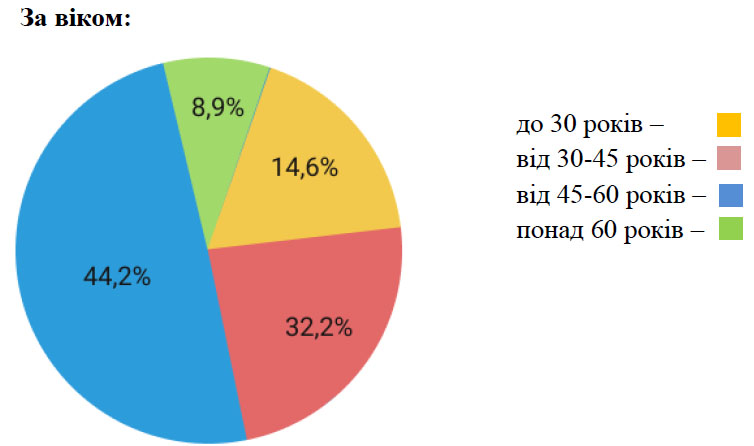 За віком:
8,9%
14,6%
44,2%
32,2%
до 30 років –
від 30-45 років –
від 45-60 років –
понад 60 років –